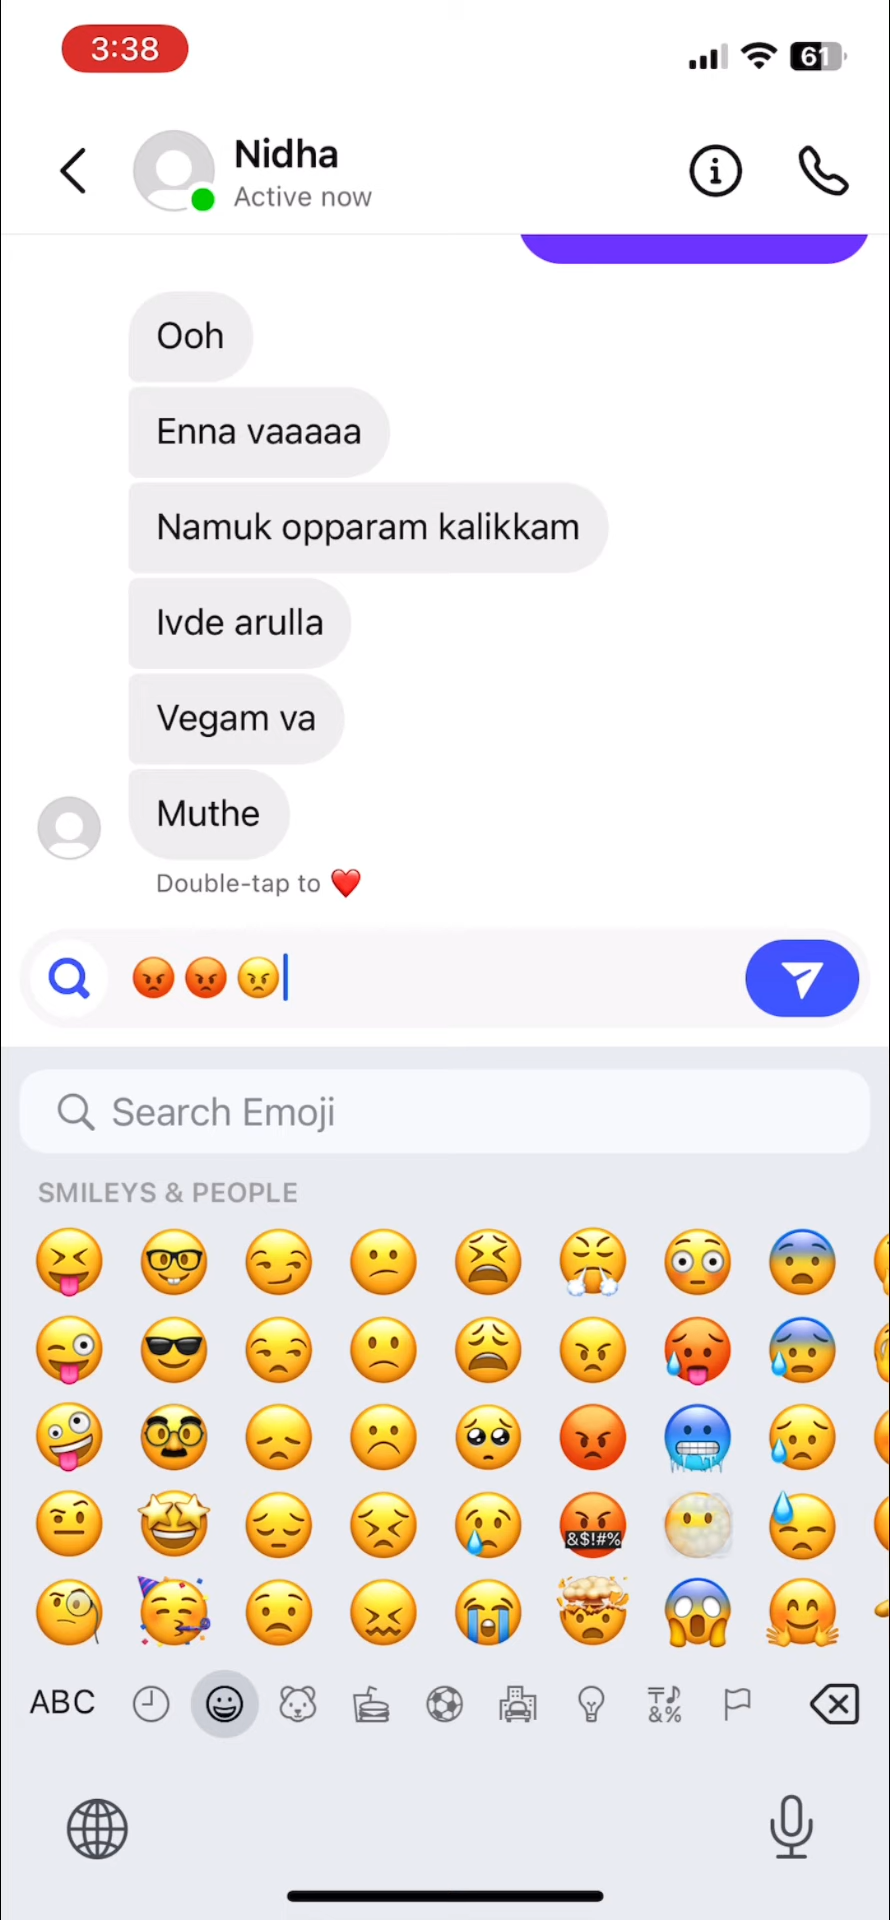 3:38
61
Nidha
Active now
Ooh
Enna vaaaaa
Namuk opparam kalikkam
Ivde arulla
Vegam va
Muthe
Double-tap to ❤️
😡😡😠
Search Emoji
SMILEYS & PEOPLE
&$!#%
ABC